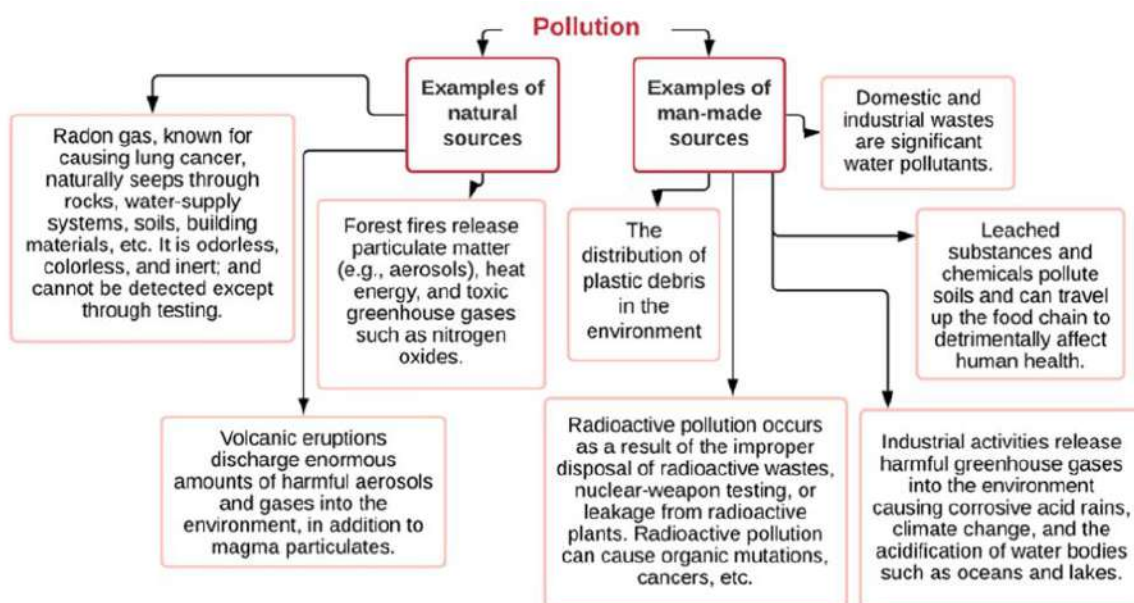 Pollution
Examples of
natural
sources
Examples of
man-made
sources
Domestic and
industrial wastes
are significant
water pollutants.
Radon gas, known for
causing lung cancer,
naturally seeps through
rocks, water-supply
systems, soils, building
materials, etc. It is odorless,
colorless, and inert; and
cannot be detected except
through testing.
Forest fires release
particulate matter
(e.g., aerosols), heat
energy, and toxic
greenhouse gases
such as nitrogen
oxides.
The
distribution of
plastic debris
in the
environment
Leached
substances and
chemicals pollute
soils and can travel
up the food chain to
detrimentally affect
human health.
Volcanic eruptions
discharge enormous
amounts of harmful aerosols
and gases into the
environment, in addition to
magma particulates.
Radioactive pollution occurs
as a result of the improper
disposal of radioactive wastes,
nuclear-weapon testing, or
leakage from radioactive
plants. Radioactive pollution
can cause organic mutations,
cancers, etc.
Industrial activities release
harmful greenhouse gases
into the environment
causing corrosive acid rains,
climate change, and the
acidification of water bodies
such as oceans and lakes.